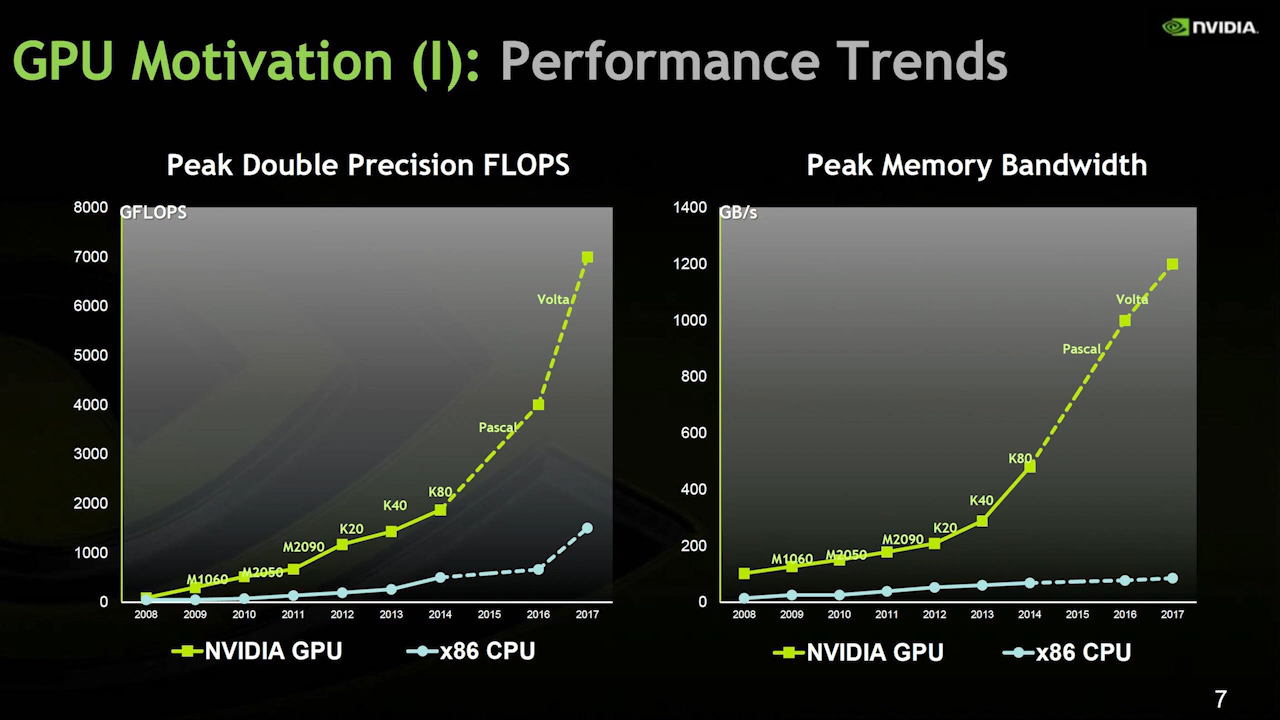 NVIDIA.
GPU Motivation (I): Performance Trends
Peak Double Precision FLOPS
GFLOPS
8000
7000
6000
5000
4000
3000
2000
1000
0
Volta
Pascal
K80
K40
K20
M2090
M2050
M1060
2008 2009 2010 2011 2012 2013 2014 2015 2016 2017
NVIDIA GPU x86 CPU
Peak Memory Bandwidth
GB/s
1400
1200
1000
800
600
400
200
0
Volta
Pascal
K80
K40
K20
M2090
M2050
M1060
2008 2009 2010 2011 2012 2013 2014 2015 2016 2017
NVIDIA GPU x86 CPU
7